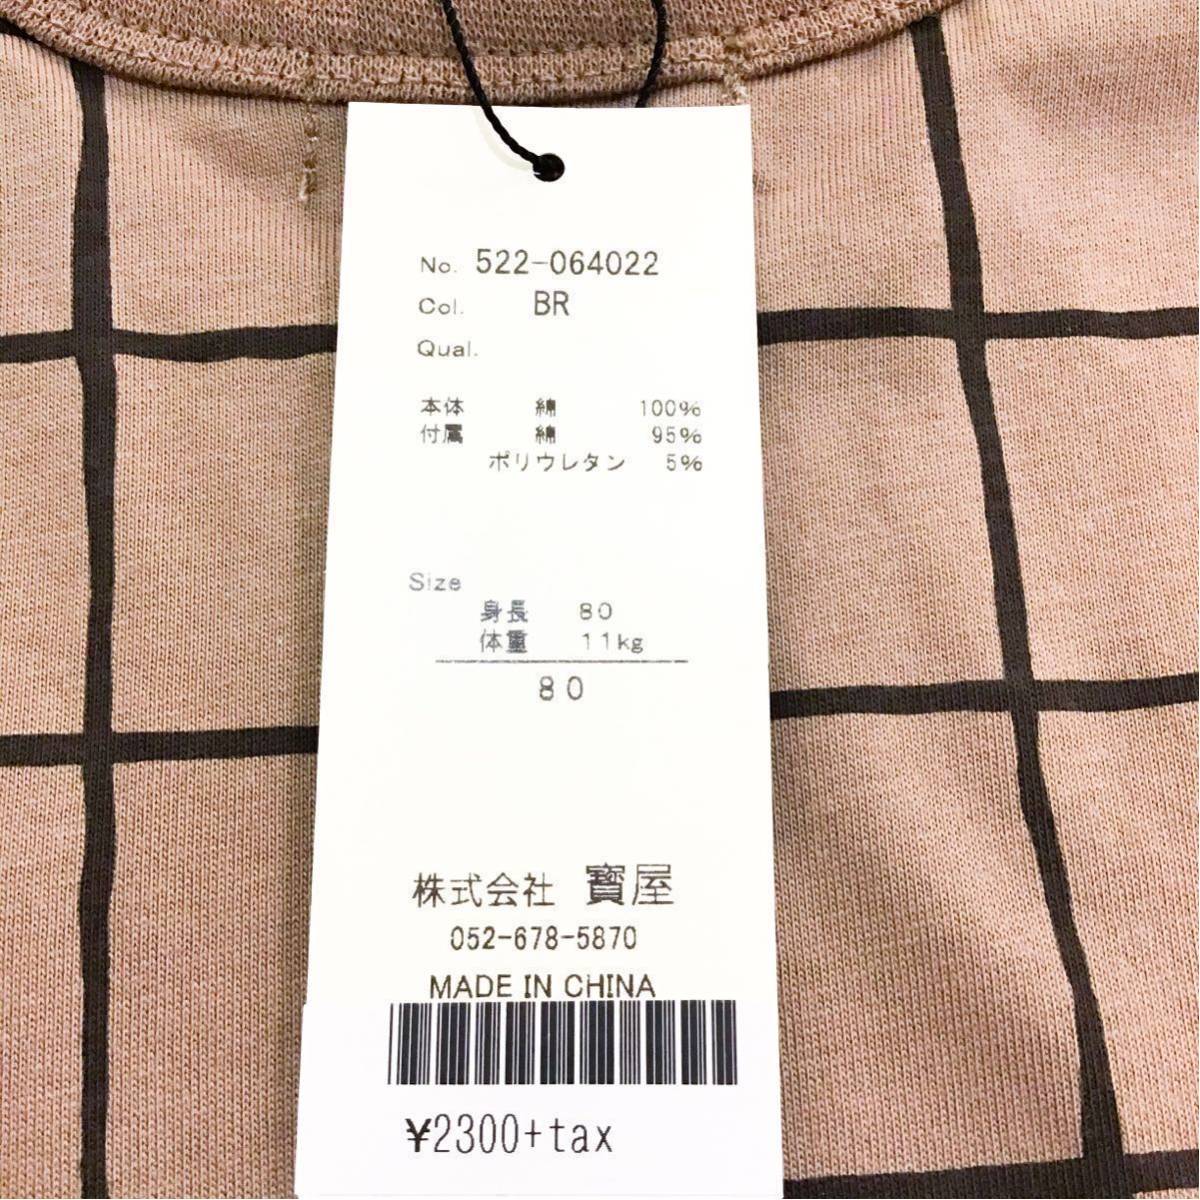 No. 522-064022
Col. BR
Qual.
本体 綿 100%
付属 綿 95%
ポリウレタン 5%
Size
身長 80
体重 11kg
80
株式会社 寳屋
052-678-5870
MADE IN CHINA
¥2300+tax